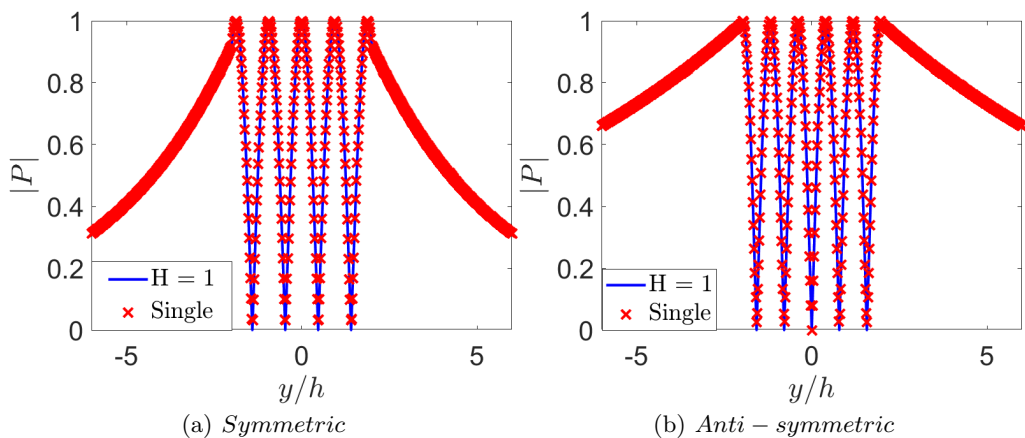 1
0.8
0.6
0.4
0.2
0
|P|
H = 1
Single
-5
0
5
y/h
(a) Symmetric
1
0.8
0.6
0.4
0.2
0
|P|
H = 1
Single
-5
0
5
y/h
(b) Anti − symmetric